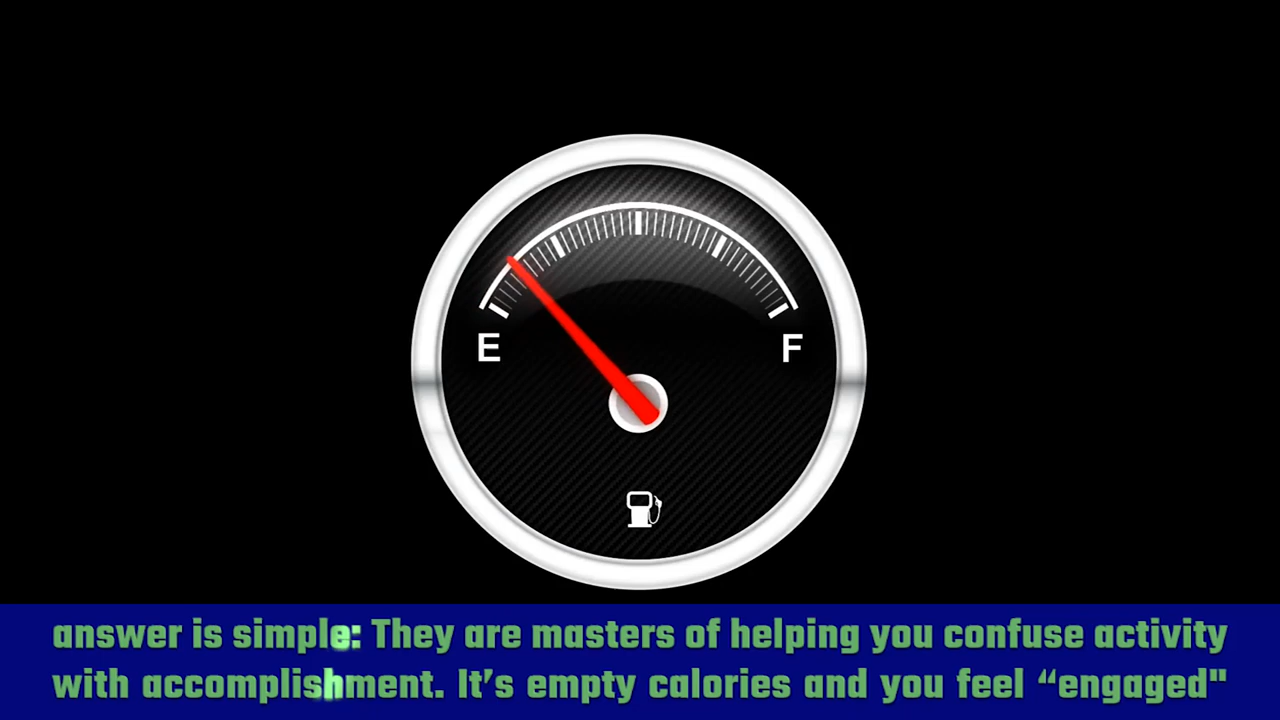 E F
answer is simple: They are masters of helping you confuse activity
with accomplishment. It’s empty calories and you feel “engaged"